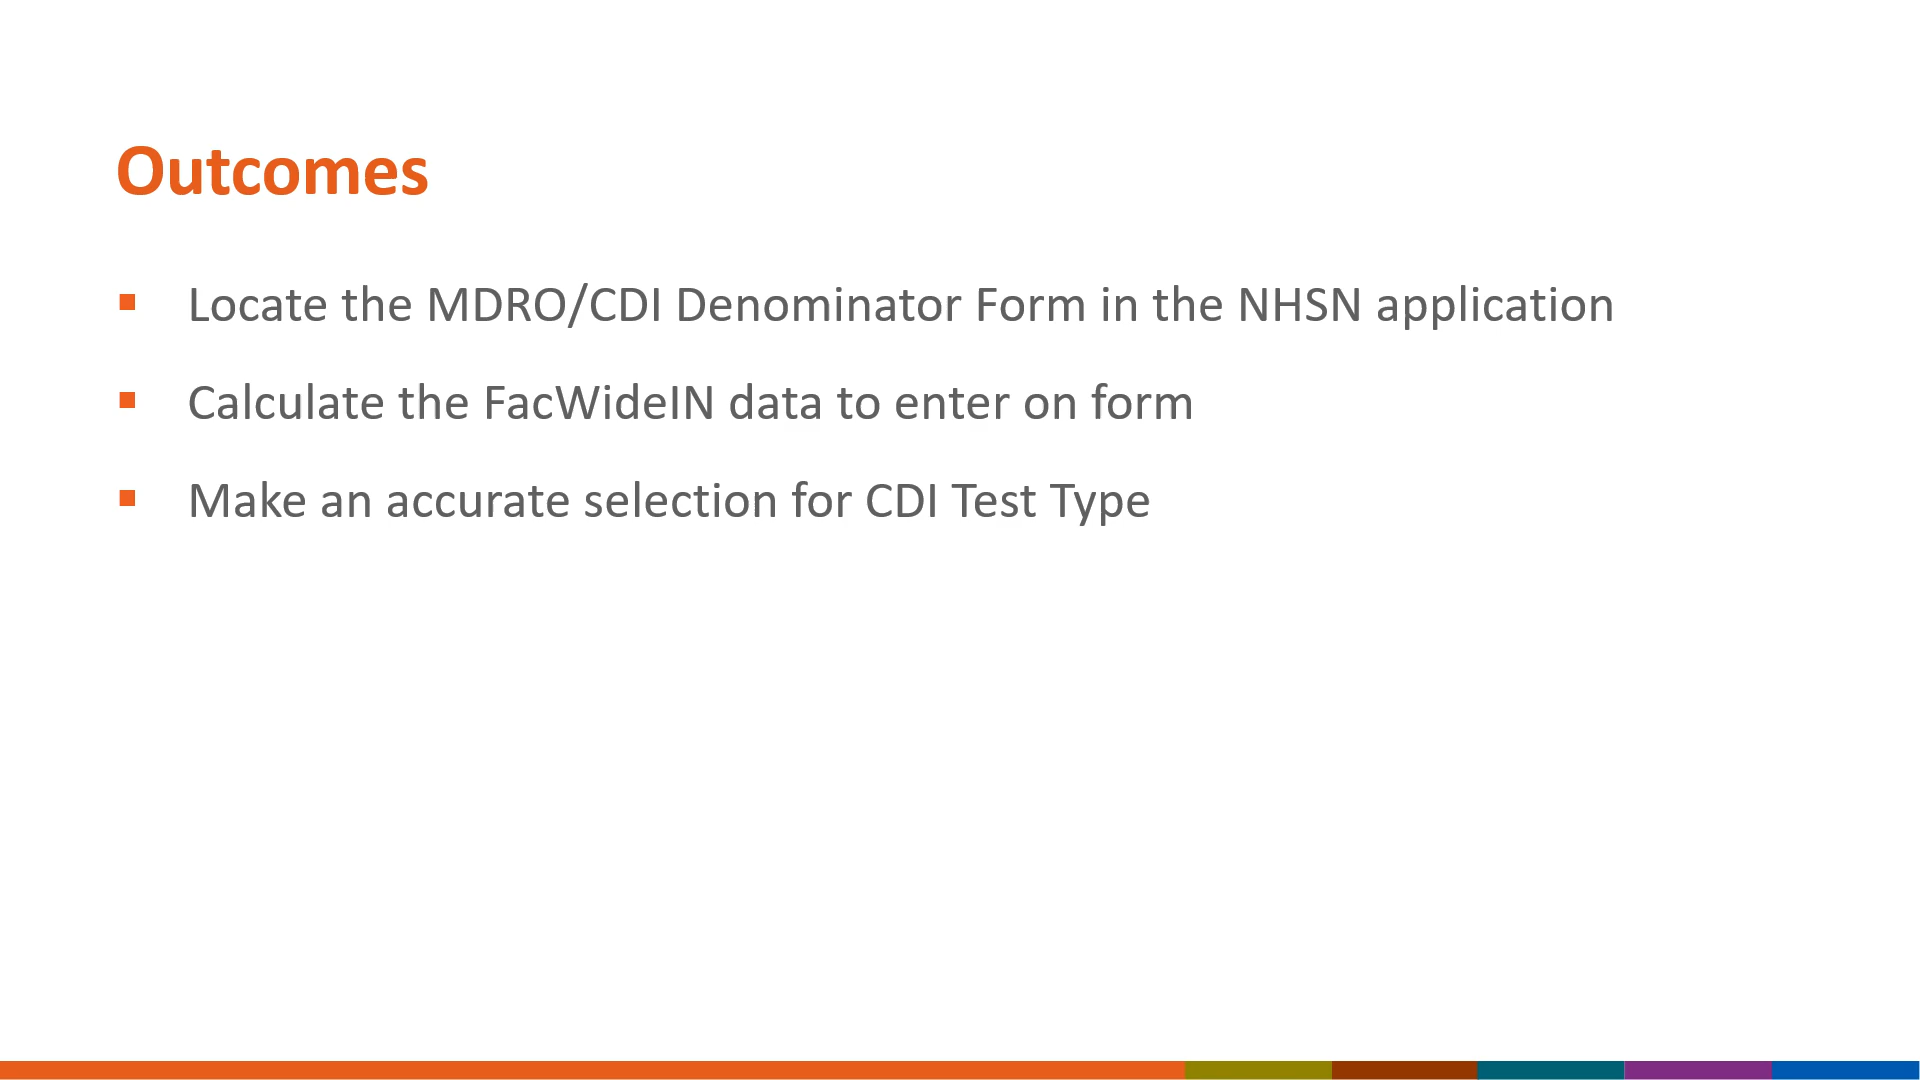 Outcomes
Locate the MDRO/CDI Denominator Form in the NHSN application
Calculate the FacWideIN data to enter on form
Make an accurate selection for CDI Test Type